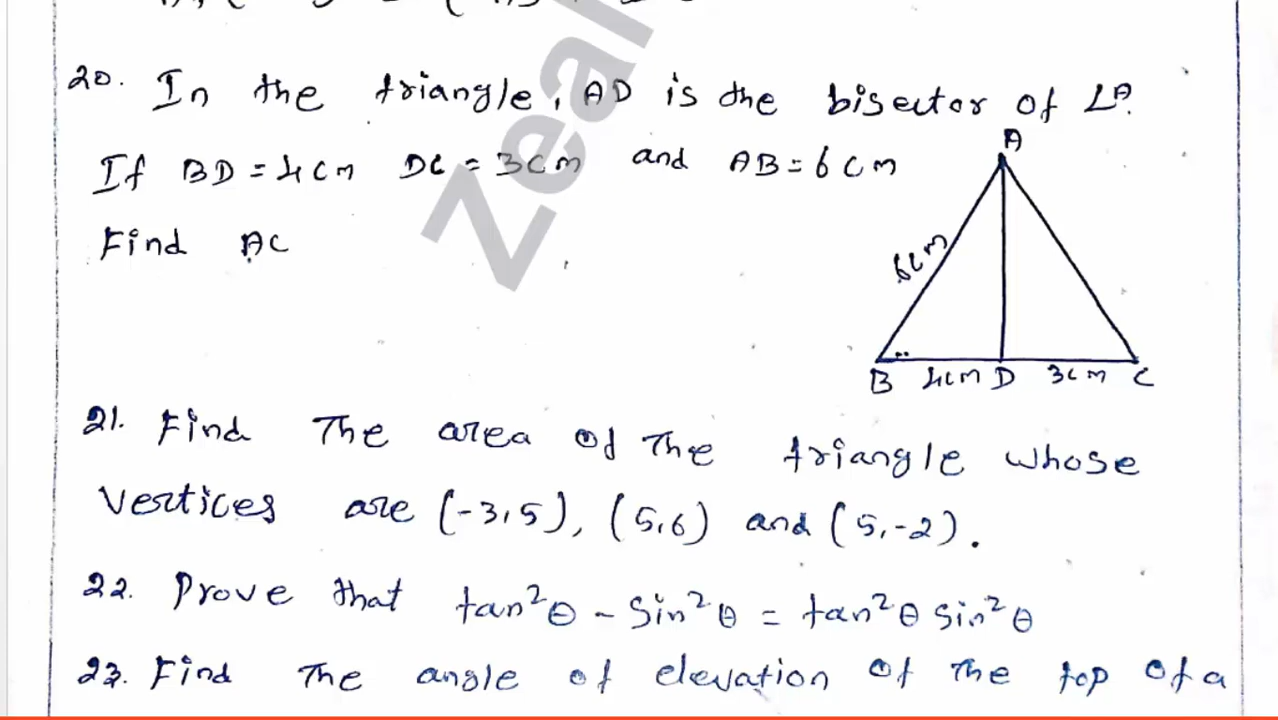 20. In the triangle, AD is the bisector of ∠A.
If BD = 4cm DC = 3cm and AB = 6cm
Find AC
A
6cm
B 4cm D 3cm C
21. Find The area of The triangle whose
vertices are (-3,5), (5,6) and (5,-2).
22. Prove that tan²θ - Sin²θ = tan²θ sin²θ
23. Find The angle of elevation of The top of a
Zeal